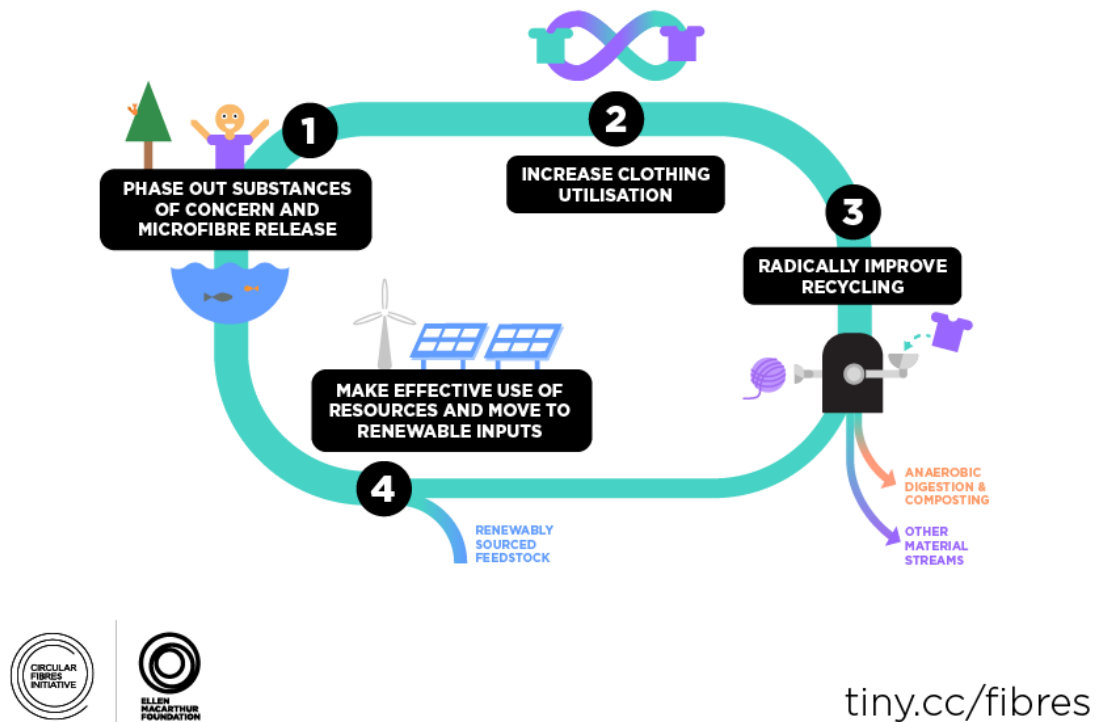 1
PHASE OUT SUBSTANCES
OF CONCERN AND
MICROFIBRE RELEASE
2
INCREASE CLOTHING
UTILISATION
3
RADICALLY IMPROVE
RECYCLING
MAKE EFFECTIVE USE OF
RESOURCES AND MOVE TO
RENEWABLE INPUTS
4
ANAEROBIC
DIGESTION &
COMPOSTING
RENEWABLY
SOURCED
FEEDSTOCK
OTHER
MATERIAL
STREAMS
CIRCULAR
FIBRES
INITIATIVE
ELLEN
MACARTHUR
FOUNDATION
tiny.cc/fibres